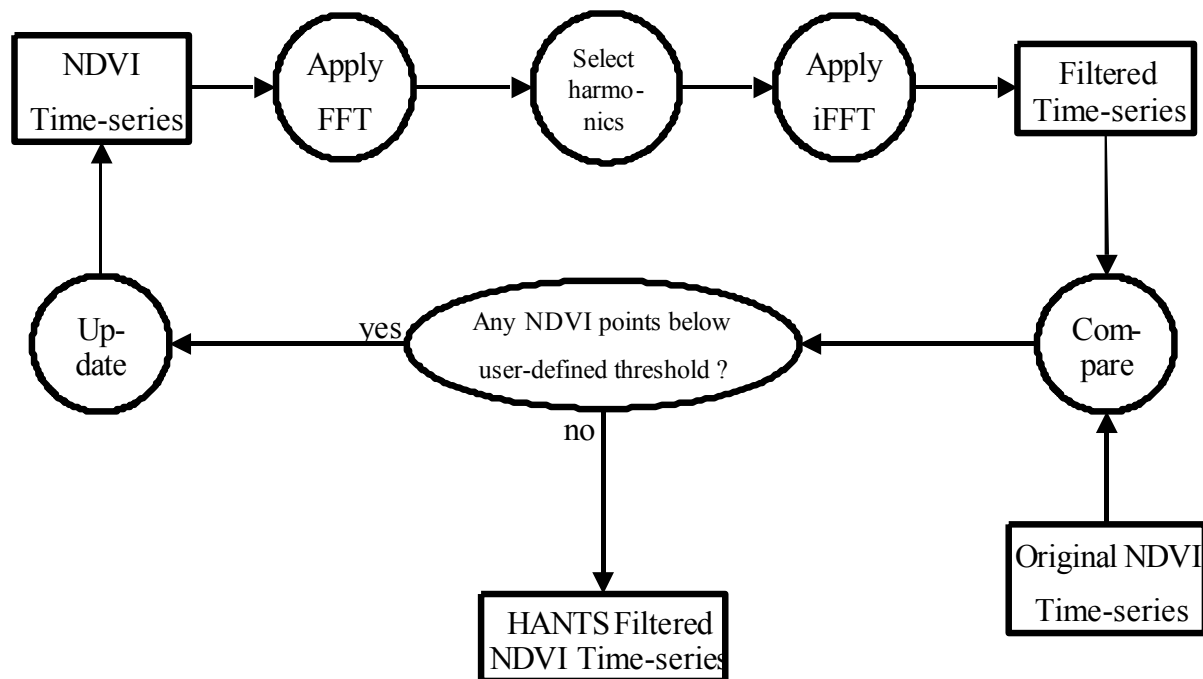 NDVI
Time-series
Apply
FFT
Select
harmo-
nics
Apply
iFFT
Filtered
Time-series
Up-
date
yes
Any NDVI points below
user-defined threshold ?
no
Com-
pare
Original NDVI
Time-series
HANTS Filtered
NDVI Time-series